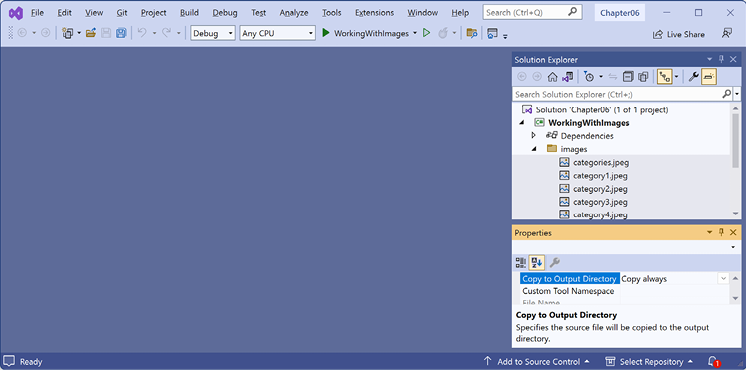 File Edit View Git Project Build Debug Test Analyze Tools Extensions Window Help Search (Ctrl+Q) Chapter06
Debug Any CPU WorkingWithImages Live Share
Solution Explorer
Search Solution Explorer (Ctrl+;)
Solution 'Chapter06' (1 of 1 project)
C# WorkingWithImages
Dependencies
images
categories.jpeg
category1.jpeg
category2.jpeg
category3.jpeg
category4.jpeg
Properties
Copy to Output Directory Copy always
Custom Tool Namespace
File Name
Copy to Output Directory
Specifies the source file will be copied to the output
directory.
Ready Add to Source Control Select Repository 1